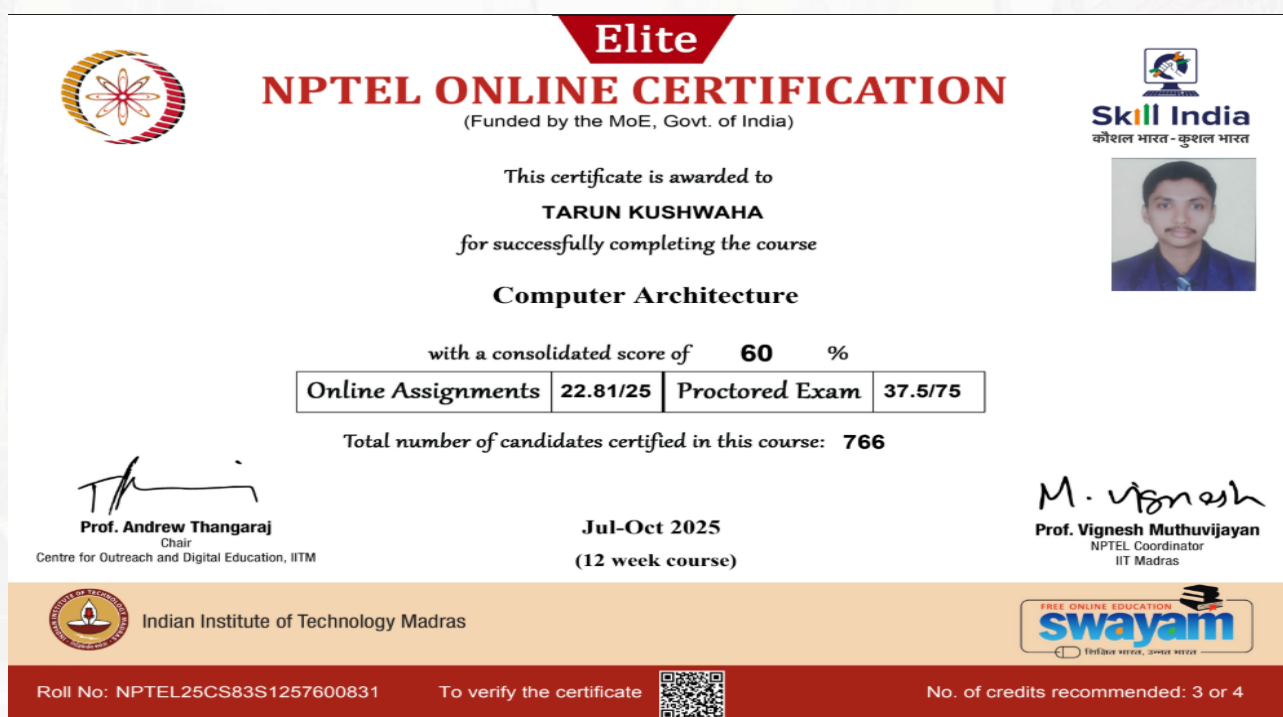 Elite
NPTEL ONLINE CERTIFICATION
(Funded by the MoE, Govt. of India)
Skill India
कौशल भारत - कुशल भारत
This certificate is awarded to
TARUN KUSHWAHA
for successfully completing the course
Computer Architecture
with a consolidated score of 60 %
Online Assignments 22.81/25 Proctored Exam 37.5/75
Total number of candidates certified in this course: 766
M. Vignesh
Prof. Andrew Thangaraj
Chair
Centre for Outreach and Digital Education, IITM
Jul-Oct 2025
(12 week course)
Prof. Vignesh Muthuvijayan
NPTEL Coordinator
IIT Madras
Indian Institute of Technology Madras
FREE ONLINE EDUCATION
swayam
शिक्षित भारत, उन्नत भारत
Roll No: NPTEL25CS83S1257600831 To verify the certificate No. of credits recommended: 3 or 4